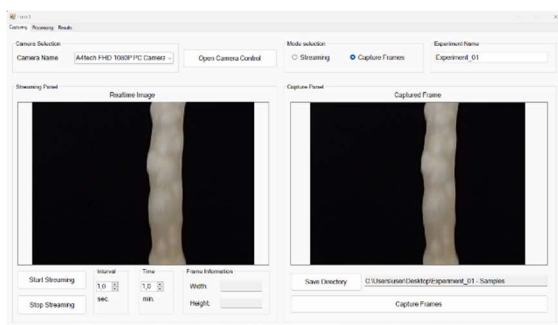 Form1
Capturing Processing Results
Camera Selection
Camera Name A4tech FHD 1080P PC Camera
Open Camera Control
Mode selection
Streaming Capture Frames
Experiment Name
Experiment_01
Streaming Panel
Realtime Image
Capture Panel
Captured Frame
Start Streaming
Stop Streaming
Interval
1,0
sec.
Time
1,0
min.
Frame Information
Width:
Height:
Save Directory C:\Users\user\Desktop\Experiment_01 - Samples
Capture Frames